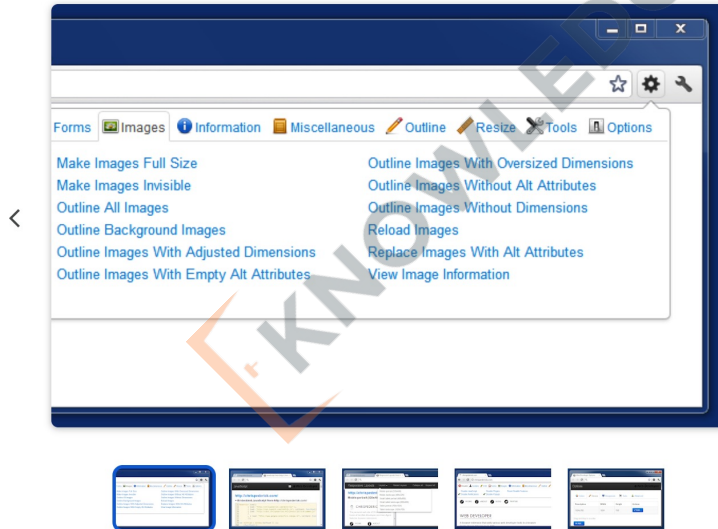 Forms Images Information Miscellaneous Outline Resize Tools Options
Make Images Full Size
Make Images Invisible
Outline All Images
Outline Background Images
Outline Images With Adjusted Dimensions
Outline Images With Empty Alt Attributes
Outline Images With Oversized Dimensions
Outline Images Without Alt Attributes
Outline Images Without Dimensions
Reload Images
Replace Images With Alt Attributes
View Image Information